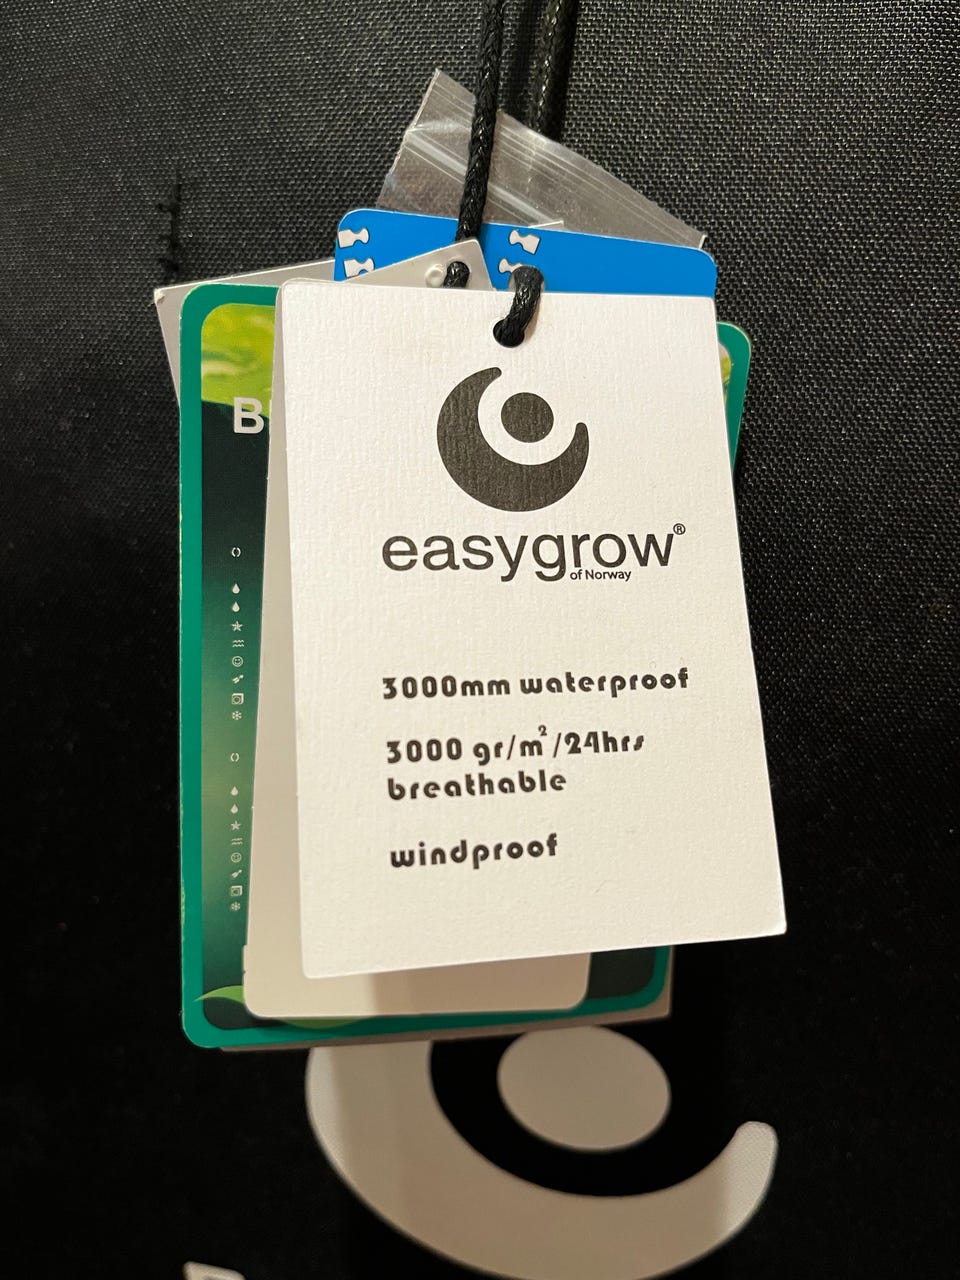 easygrow®
of Norway
3000mm waterproof
3000 gr/m²/24hrs
breathable
windproof
B